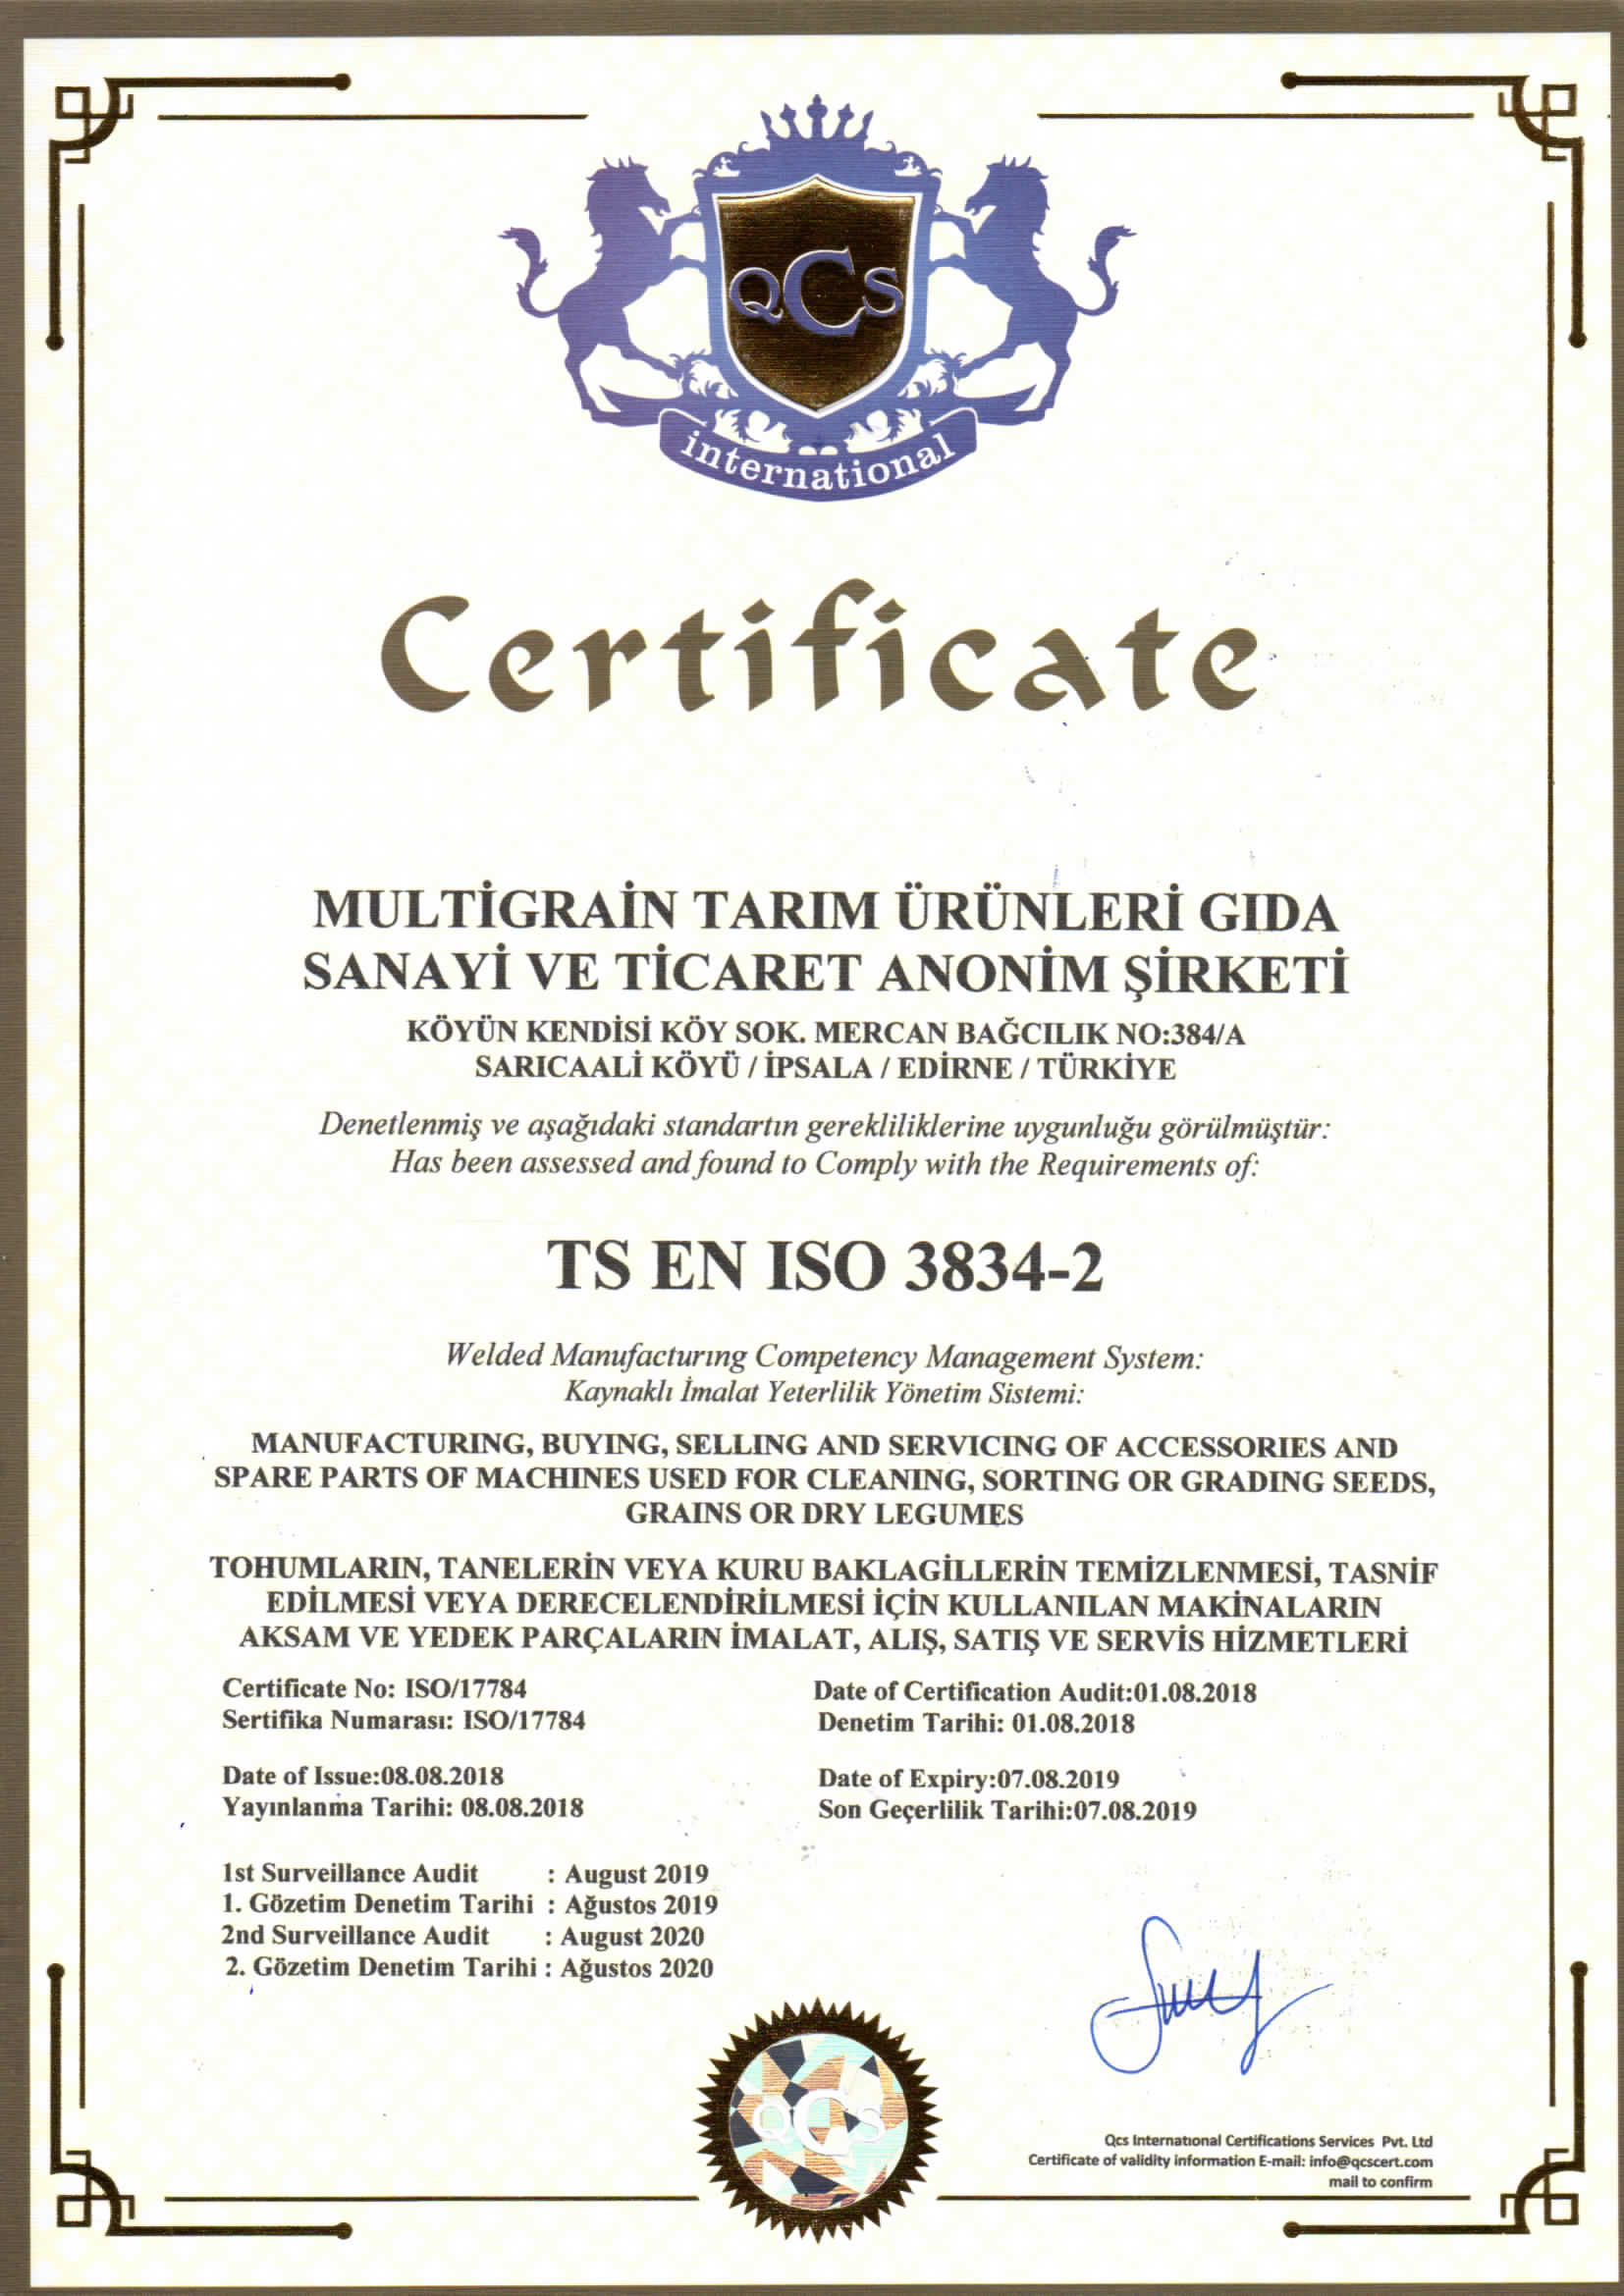 QCS
international
Certificate
MULTİGRAİN TARIM ÜRÜNLERİ GIDA
SANAYİ VE TİCARET ANONİM ŞİRKETİ
KÖYÜN KENDİSİ KÖY SOK. MERCAN BAĞCILIK NO:384/A
SARICAALİ KÖYÜ / İPSALA / EDİRNE / TÜRKİYE
Denetlenmiş ve aşağıdaki standartın gerekliliklerine uygunluğu görülmüştür:
Has been assessed and found to Comply with the Requirements of:
TS EN ISO 3834-2
Welded Manufacturıng Competency Management System:
Kaynaklı İmalat Yeterlilik Yönetim Sistemi:
MANUFACTURING, BUYING, SELLING AND SERVICING OF ACCESSORIES AND
SPARE PARTS OF MACHINES USED FOR CLEANING, SORTING OR GRADING SEEDS,
GRAINS OR DRY LEGUMES
TOHUMLARIN, TANELERİN VEYA KURU BAKLAGİLLERİN TEMİZLENMESİ, TASNİF
EDİLMESİ VEYA DERECELENDİRİLMESİ İÇİN KULLANILAN MAKİNALARIN
AKSAM VE YEDEK PARÇALARIN İMALAT, ALIŞ, SATIŞ VE SERVİS HİZMETLERİ
Certificate No: ISO/17784
Sertifika Numarası: ISO/17784
Date of Certification Audit:01.08.2018
Denetim Tarihi: 01.08.2018
Date of Issue:08.08.2018
Yayınlanma Tarihi: 08.08.2018
Date of Expiry:07.08.2019
Son Geçerlilik Tarihi:07.08.2019
1st Surveillance Audit : August 2019
1. Gözetim Denetim Tarihi : Ağustos 2019
2nd Surveillance Audit : August 2020
2. Gözetim Denetim Tarihi : Ağustos 2020
QCS
Qcs Internatıonal Certifications Services Pvt. Ltd
Certificate of validity information E-mail: info@qcscert.com
mail to confirm